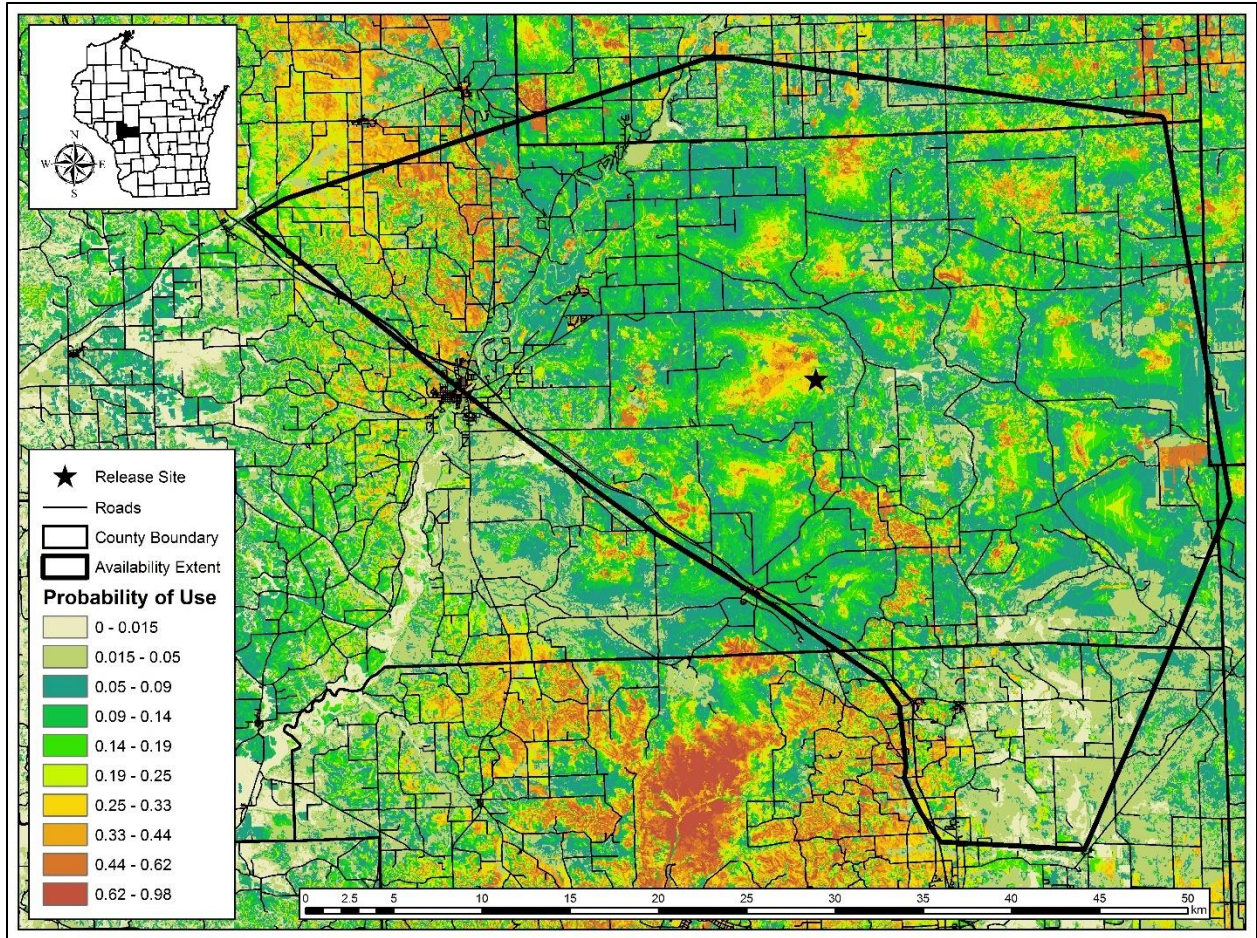 N
W E
S
Release Site
Roads
County Boundary
Availability Extent
Probability of Use
0 - 0.015
0.015 - 0.05
0.05 - 0.09
0.09 - 0.14
0.14 - 0.19
0.19 - 0.25
0.25 - 0.33
0.33 - 0.44
0.44 - 0.62
0.62 - 0.98
0 2.5 5 10 15 20 25 30 35 40 45 50
km